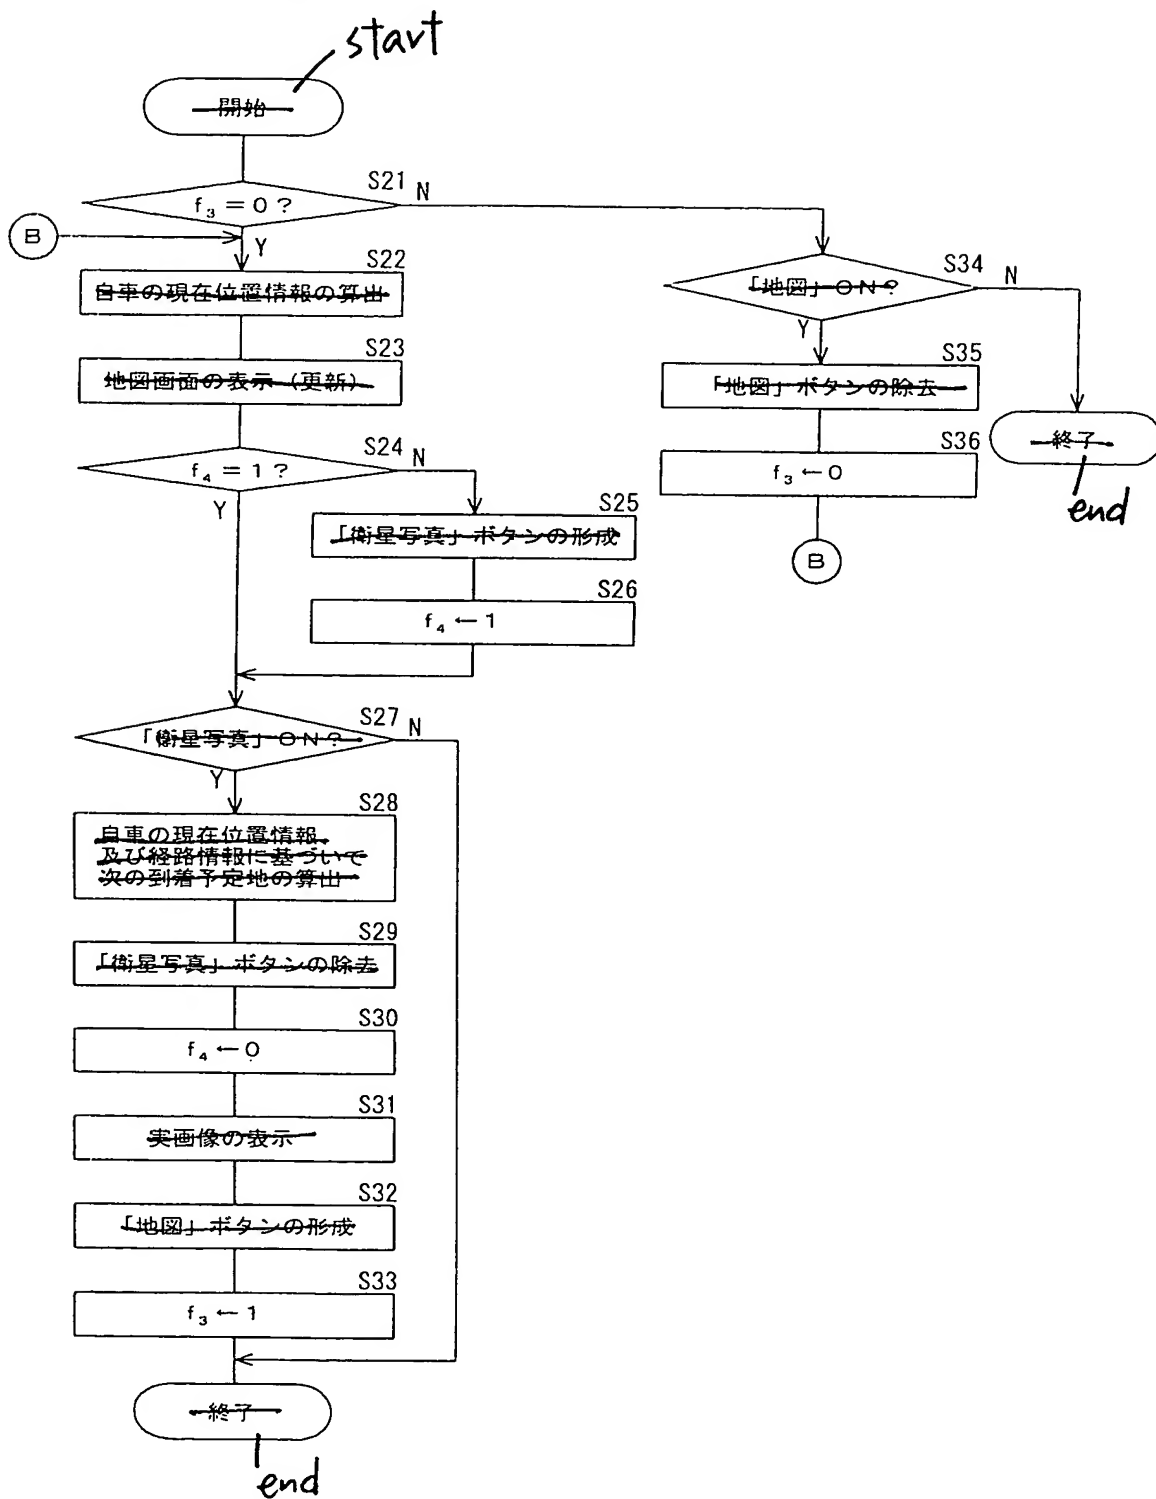 start
開始
S21
f₃ = 0 ?
N
B
Y
S22
自車の現在位置情報の算出
S23
地図画面の表示 (更新)
S24
f₄ = 1 ?
N
Y
S25
「衛星写真」ボタンの形成
S26
f₄ ← 1
S27
「衛星写真」ON?
N
Y
S28
自車の現在位置情報
及び経路情報に基づいて
次の到着予定地の算出
S29
「衛星写真」ボタンの除去
S30
f₄ ← 0
S31
実画像の表示
S32
「地図」ボタンの形成
S33
f₃ ← 1
終了
end
S34
「地図」ON?
N
Y
S35
「地図」ボタンの除去
S36
f₃ ← 0
B
終了
end